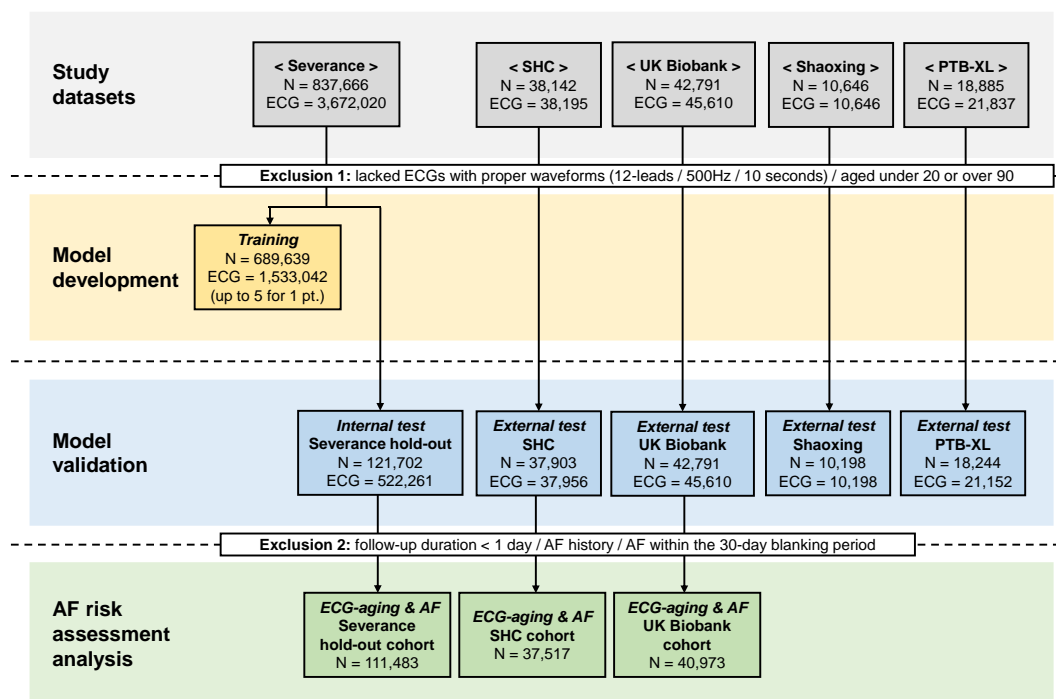 Study
datasets
< Severance >
N = 837,666
ECG = 3,672,020
< SHC >
N = 38,142
ECG = 38,195
< UK Biobank >
N = 42,791
ECG = 45,610
< Shaoxing >
N = 10,646
ECG = 10,646
< PTB-XL >
N = 18,885
ECG = 21,837
Exclusion 1: lacked ECGs with proper waveforms (12-leads / 500Hz / 10 seconds) / aged under 20 or over 90
Model
development
Training
N = 689,639
ECG = 1,533,042
(up to 5 for 1 pt.)
Model
validation
Internal test
Severance hold-out
N = 121,702
ECG = 522,261
External test
SHC
N = 37,903
ECG = 37,956
External test
UK Biobank
N = 42,791
ECG = 45,610
External test
Shaoxing
N = 10,198
ECG = 10,198
External test
PTB-XL
N = 18,244
ECG = 21,152
Exclusion 2: follow-up duration < 1 day / AF history / AF within the 30-day blanking period
AF risk
assessment
analysis
ECG-aging & AF
Severance
hold-out cohort
N = 111,483
ECG-aging & AF
SHC cohort
N = 37,517
ECG-aging & AF
UK Biobank
cohort
N = 40,973